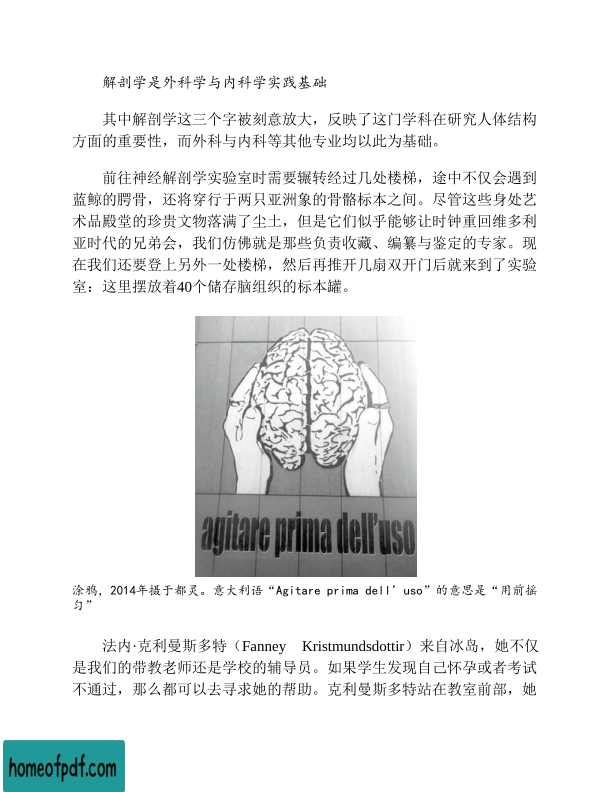 解剖学是外科学与内科学实践基础
其中解剖学这三个字被刻意放大，反映了这门学科在研究人体结构
方面的重要性，而外科与内科等其他专业均以此为基础。
前往神经解剖学实验室时需要辗转经过几处楼梯，途中不仅会遇到
蓝鲸的腭骨，还将穿行于两只亚洲象的骨骼标本之间。尽管这些身处艺
术品殿堂的珍贵文物落满了尘土，但是它们似乎能够让时钟重回维多利
亚时代的兄弟会，我们仿佛就是那些负责收藏、编纂与鉴定的专家。现
在我们还要登上另外一处楼梯，然后再推开几扇双开门后就来到了实验
室：这里摆放着40个储存脑组织的标本罐。
agitare prima dell'uso
涂鸦，2014年摄于都灵。意大利语“Agitare prima dell’uso”的意思是“用前摇
匀”
法内·克利曼斯多特（Fanney Kristmundsdottir）来自冰岛，她不仅
是我们的带教老师还是学校的辅导员。如果学生发现自己怀孕或者考试
不通过，那么都可以去寻求她的帮助。克利曼斯多特站在教室前部，她
homeofpdf.com